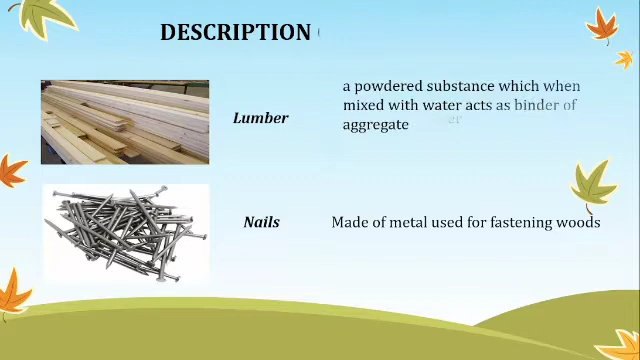 DESCRIPTION
Lumber
a powdered substance which when
mixed with water acts as binder of
aggregate
Nails
Made of metal used for fastening woods